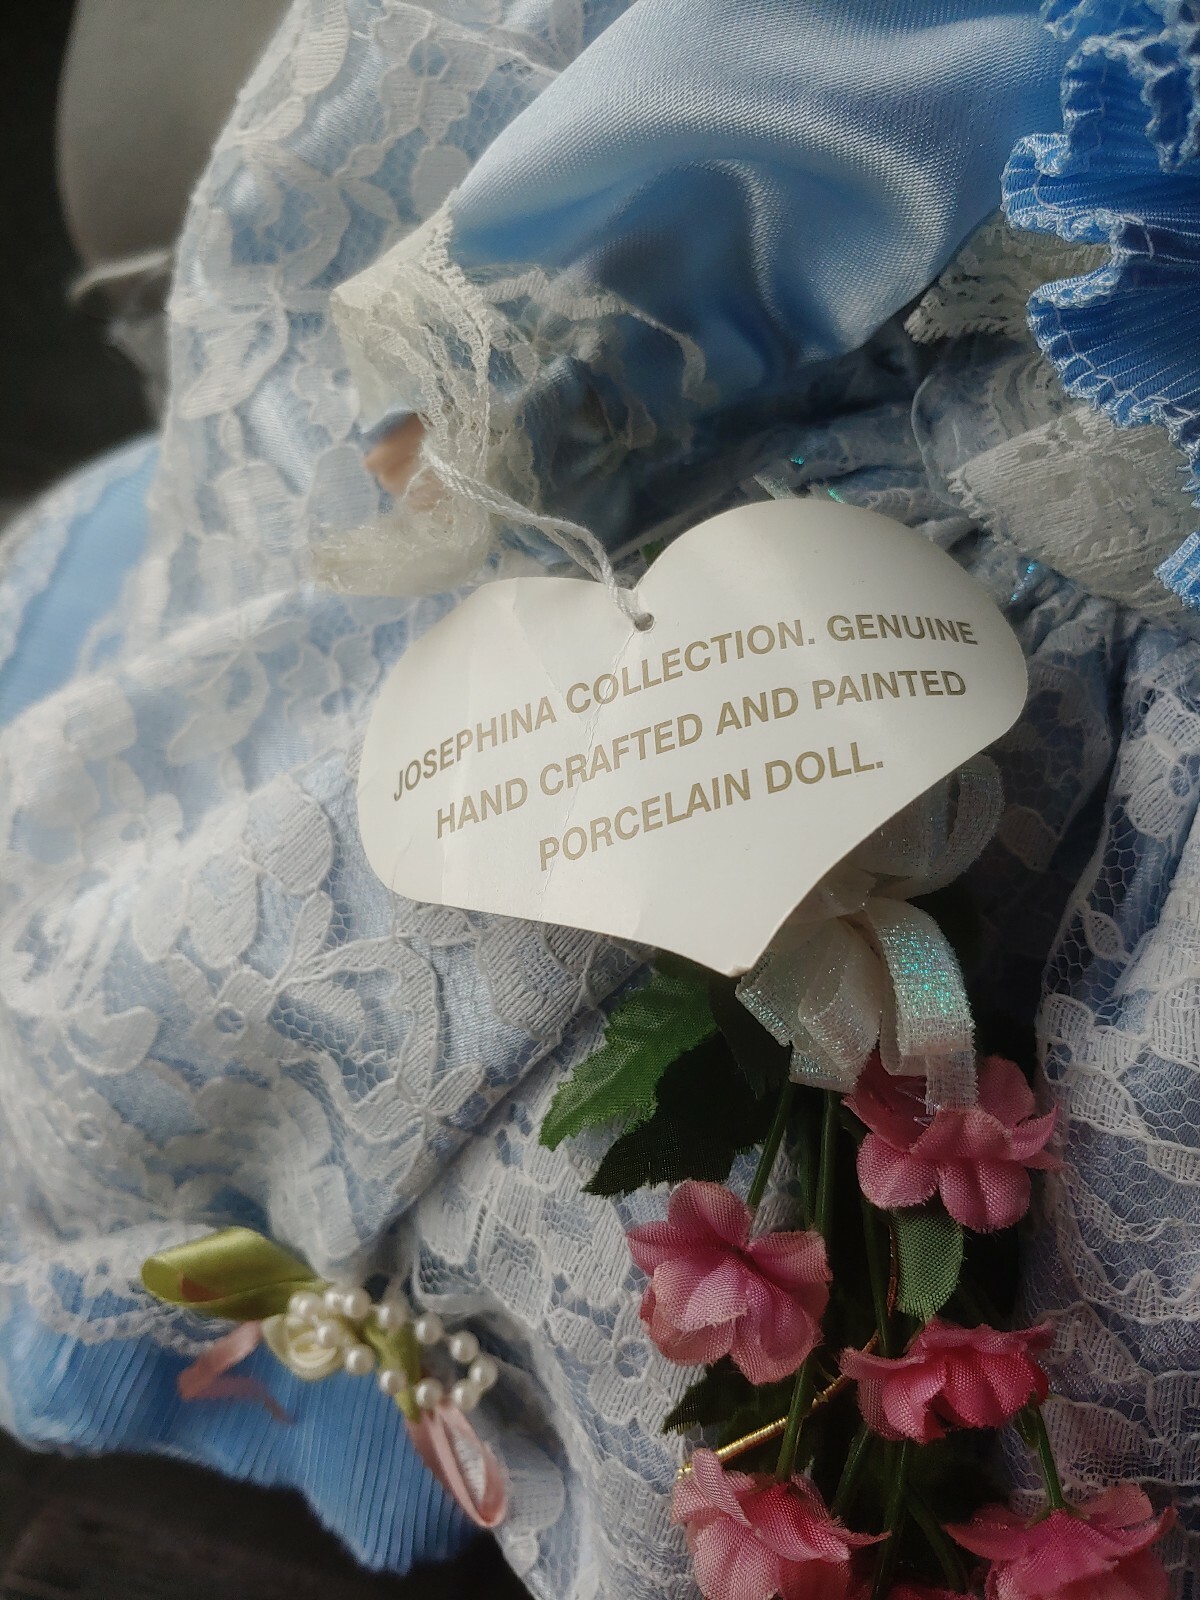 JOSEPHINA COLLECTION. GENUINE
HAND CRAFTED AND PAINTED
PORCELAIN DOLL.